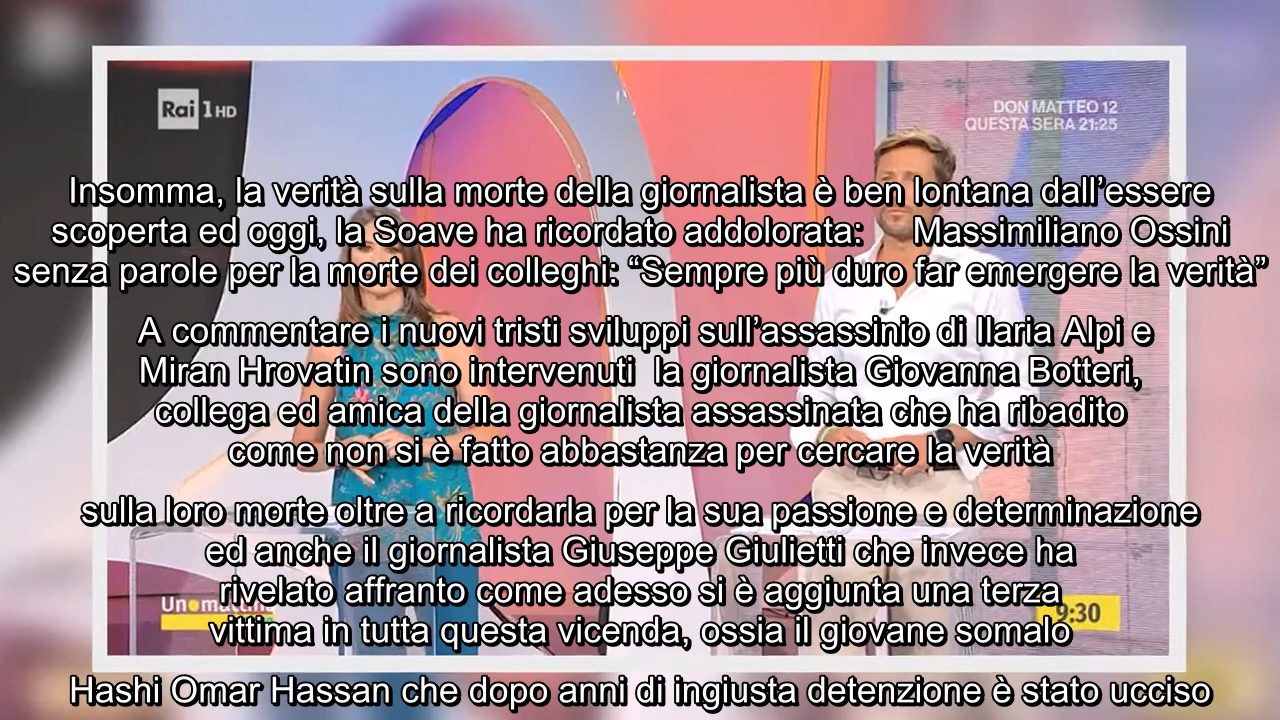 Rai 1 HD
DON MATTEO 12
QUESTA SERA 21:25
Insomma, la verità sulla morte della giornalista è ben lontana dall’essere
scoperta ed oggi, la Soave ha ricordato addolorata: Massimiliano Ossini
senza parole per la morte dei colleghi: “Sempre più duro far emergere la verità”
A commentare i nuovi tristi sviluppi sull’assassinio di Ilaria Alpi e
Miran Hrovatin sono intervenuti la giornalista Giovanna Botteri,
collega ed amica della giornalista assassinata che ha ribadito
come non si è fatto abbastanza per cercare la verità
sulla loro morte oltre a ricordarla per la sua passione e determinazione
ed anche il giornalista Giuseppe Giulietti che invece ha
rivelato affranto come adesso si è aggiunta una terza
Unomattina
9:30
vittima in tutta questa vicenda, ossia il giovane somalo
Hashi Omar Hassan che dopo anni di ingiusta detenzione è stato ucciso